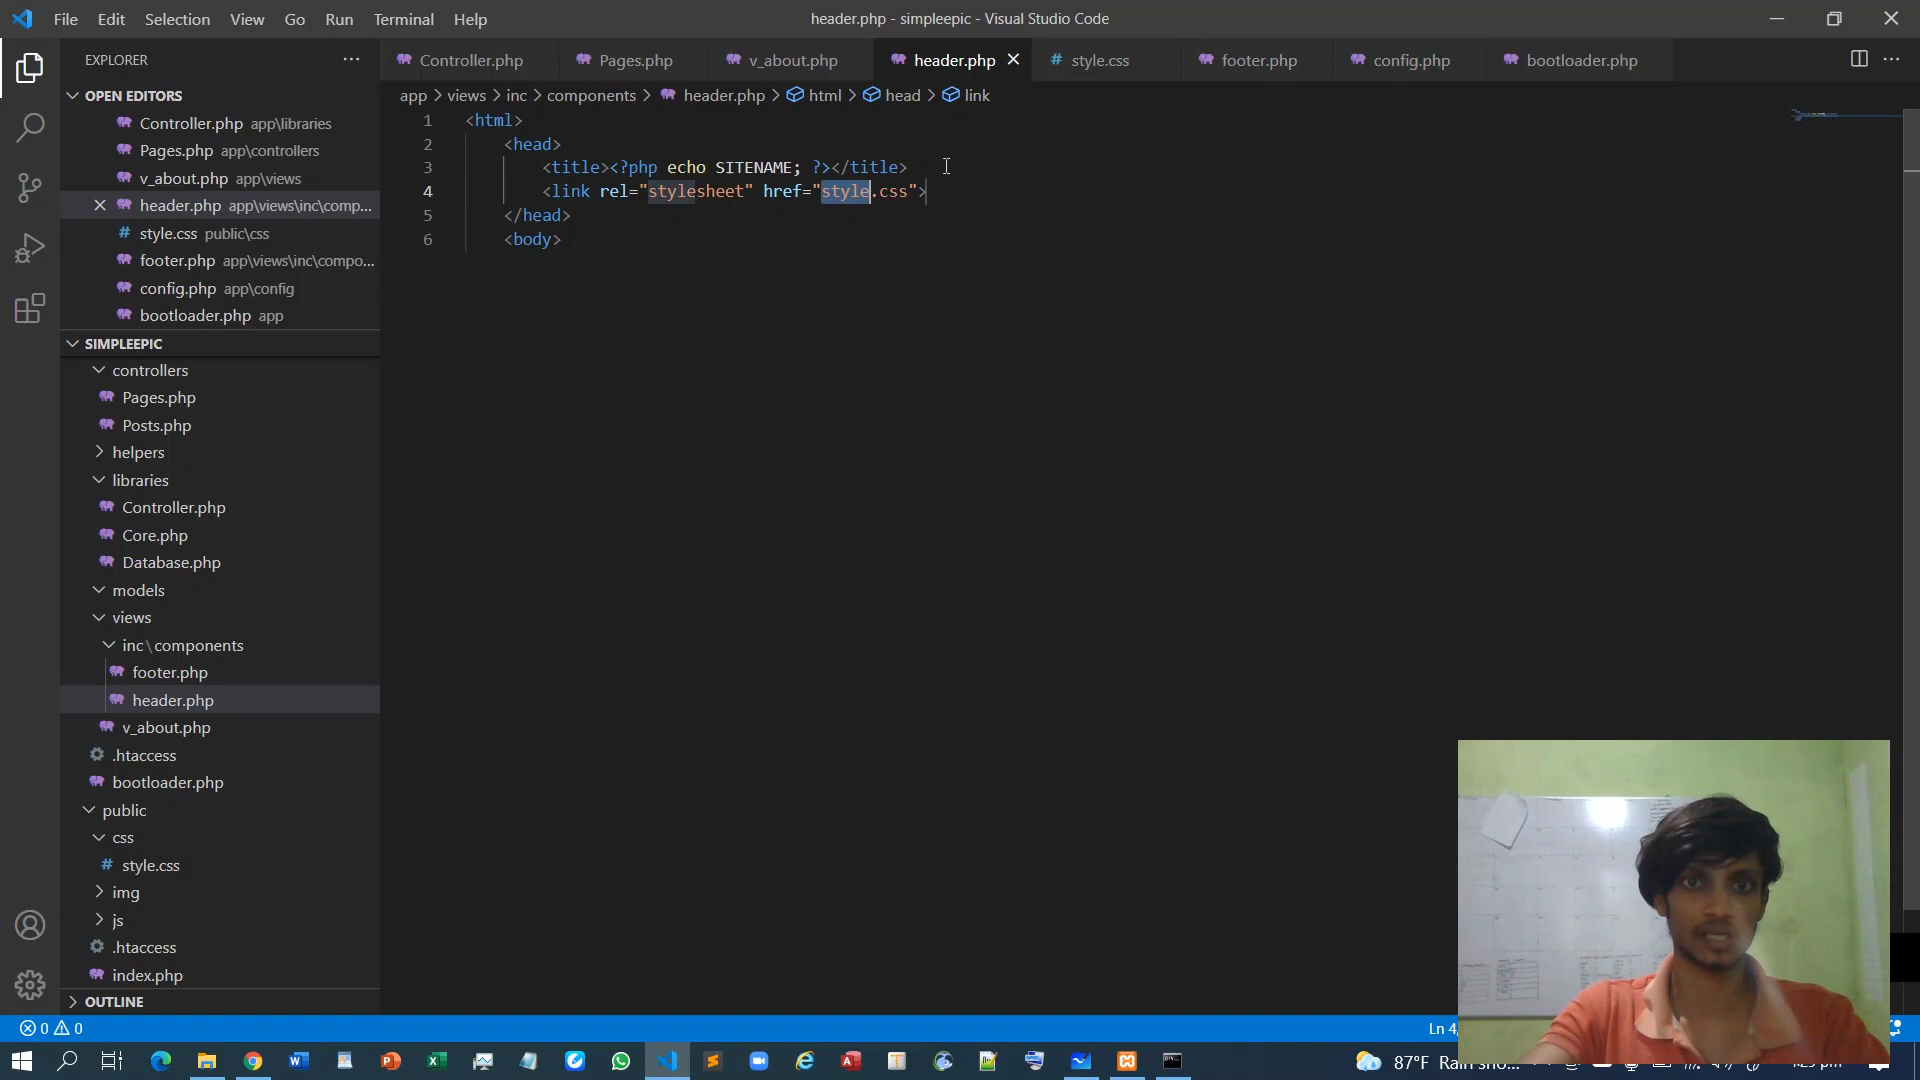 File Edit Selection View Go Run Terminal Help
header.php - simpleepic - Visual Studio Code
EXPLORER
Controller.php Pages.php v_about.php header.php style.css footer.php config.php bootloader.php
OPEN EDITORS
app > views > inc > components > header.php > html > head > link
Controller.php app\libraries
Pages.php app\controllers
v_about.php app\views
header.php app\views\inc\comp...
style.css public\css
footer.php app\views\inc\compo...
config.php app\config
bootloader.php app
1 <html>
2 <head>
3 <title><?php echo SITENAME; ?></title>
4 <link rel="stylesheet" href="style.css">
5 </head>
6 <body>
SIMPLEEPIC
controllers
Pages.php
Posts.php
helpers
libraries
Controller.php
Core.php
Database.php
models
views
inc\components
footer.php
header.php
v_about.php
.htaccess
bootloader.php
public
css
style.css
img
js
.htaccess
index.php
OUTLINE
0 0
Ln 4,
87°F Rain sho...